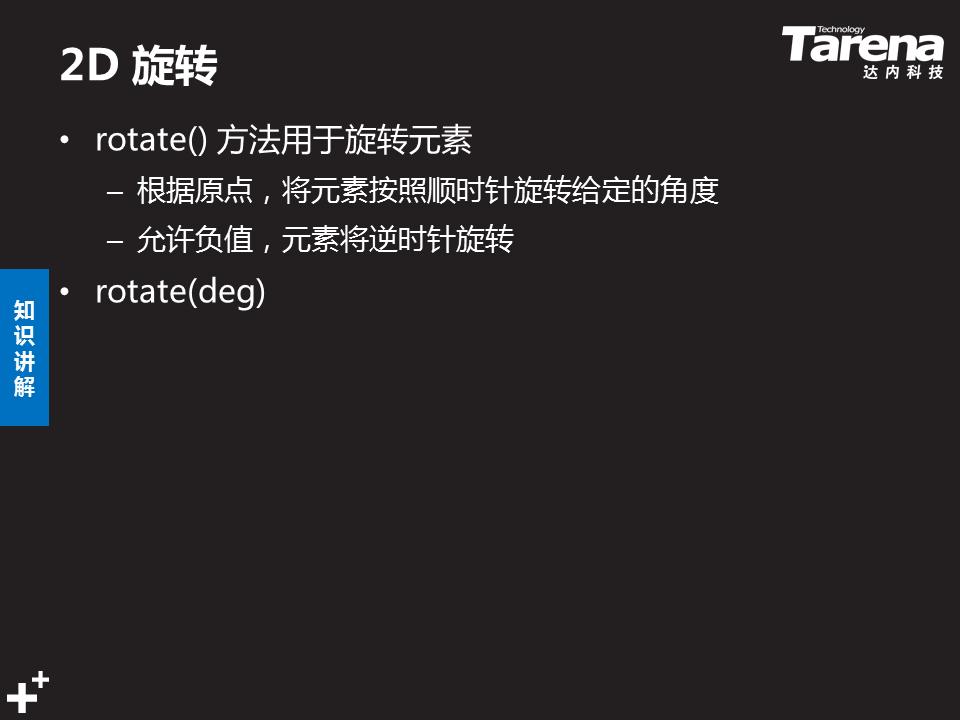 2D 旋转
Technology
Tarena
达内科技
• rotate() 方法用于旋转元素
– 根据原点，将元素按照顺时针旋转给定的角度
– 允许负值，元素将逆时针旋转
• rotate(deg)
知
识
讲
解